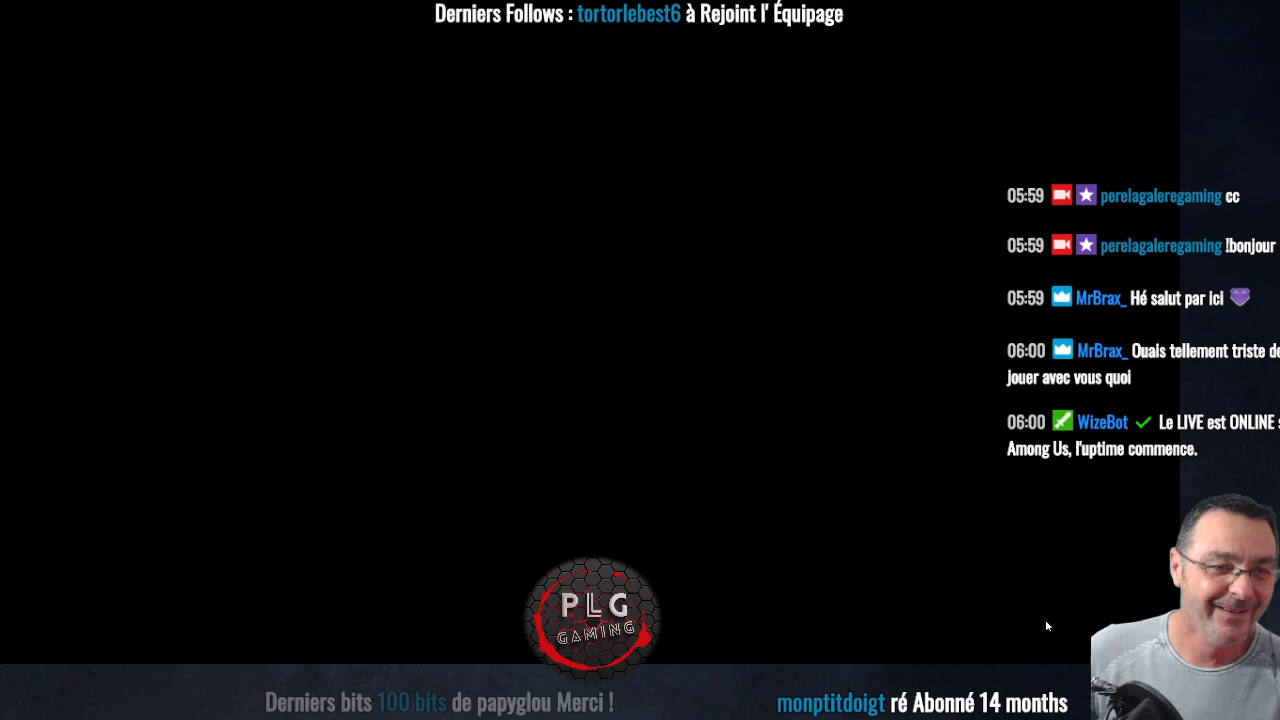 Derniers Follows : tortorlebest6 à Rejoint l' Équipage
05:59 perelagaleregaming cc
05:59 perelagaleregaming !bonjour
05:59 MrBrax_ Hé salut par ici
06:00 MrBrax_ Ouais tellement triste de
jouer avec vous quoi
06:00 WizeBot Le LIVE est ONLINE
Among Us, l'uptime commence.
PLG
GAMING
Derniers bits 100 bits de papyglou Merci !
monptitdoigt ré Abonné 14 months